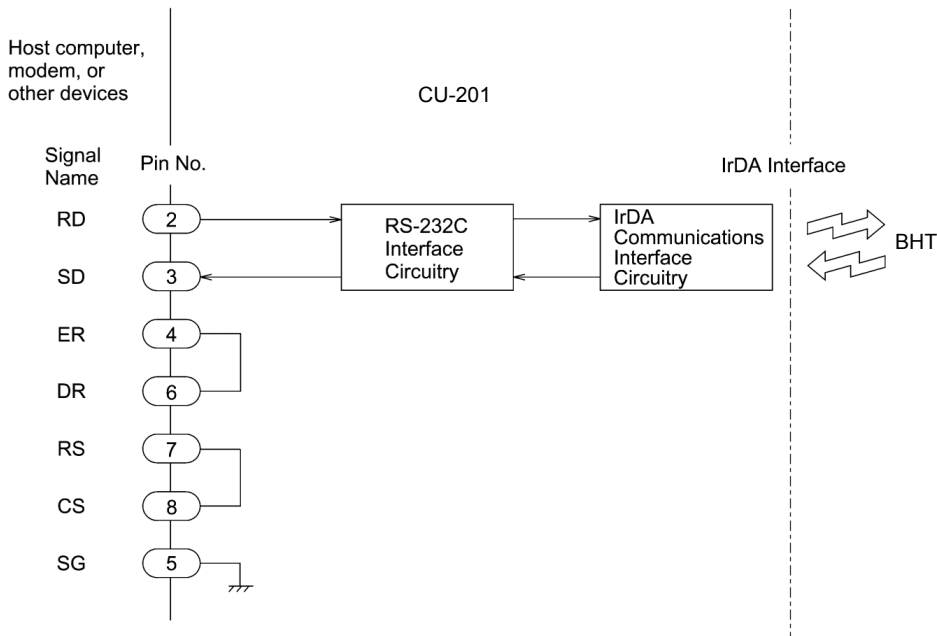 Host computer,
modem, or
other devices
CU-201
Signal
Name
Pin No.
IrDA Interface
RD
2
RS-232C
Interface
Circuitry
IrDA
Communications
Interface
Circuitry
BHT
SD
3
ER
4
DR
6
RS
7
CS
8
SG
5